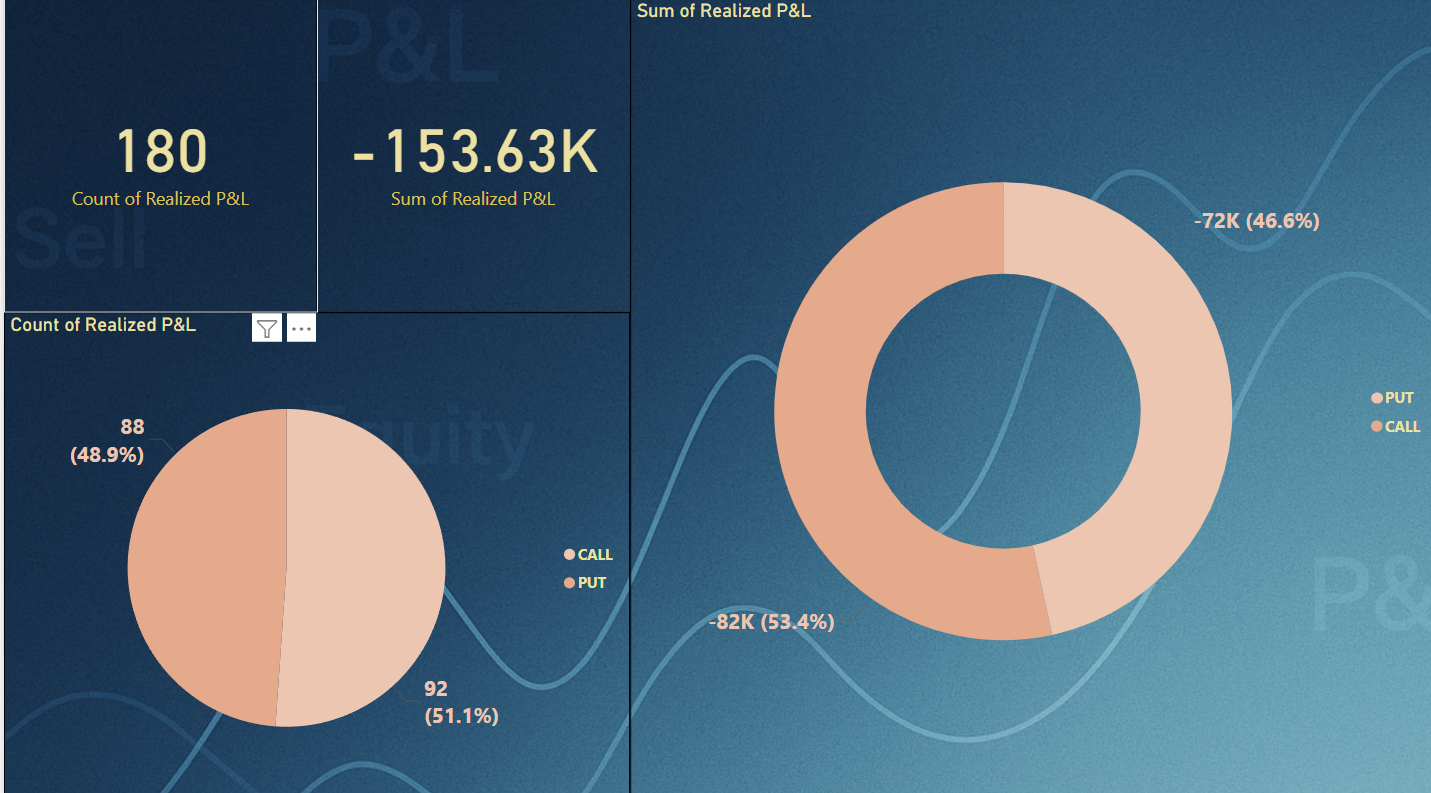 P&L
180
Count of Realized P&L
-153.63K
Sum of Realized P&L
Sell
Count of Realized P&L
88
(48.9%)
Equity
CALL
PUT
92
(51.1%)
Sum of Realized P&L
-72K (46.6%)
PUT
CALL
-82K (53.4%)
P&